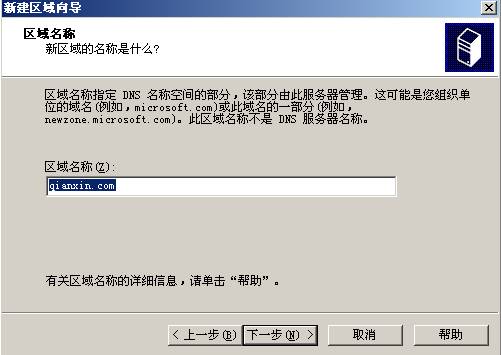 新建区域向导
区域名称
新区域的名称是什么?
区域名称指定 DNS 名称空间的部分，该部分由此服务器管理。这可能是您组织单
位的域名(例如，microsoft.com)或此域名的一部分(例如，
newzone.microsoft.com)。此区域名称不是 DNS 服务器名称。
区域名称(Z):
qianxin.com
有关区域名称的详细信息，请单击“帮助”。
< 上一步(B) 下一步(N) > 取消 帮助